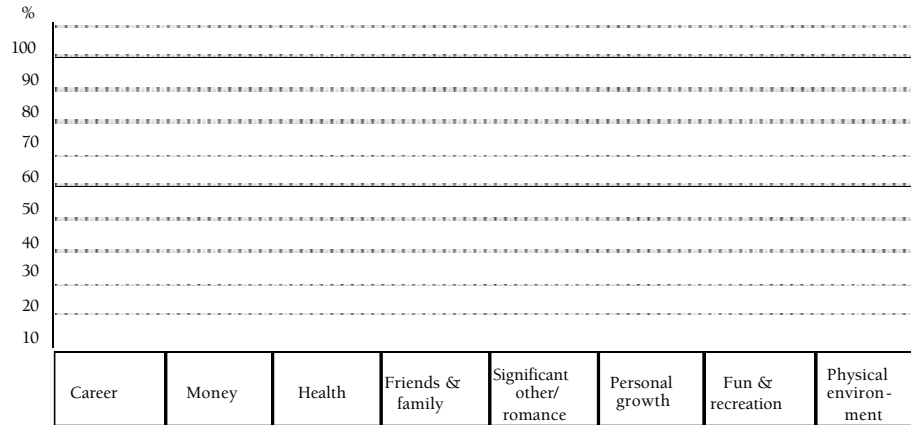 %
100
90
80
70
60
50
40
30
20
10
Career
Money
Health
Friends &
family
Significant
other/
romance
Personal
growth
Fun &
recreation
Physical
environ-
ment